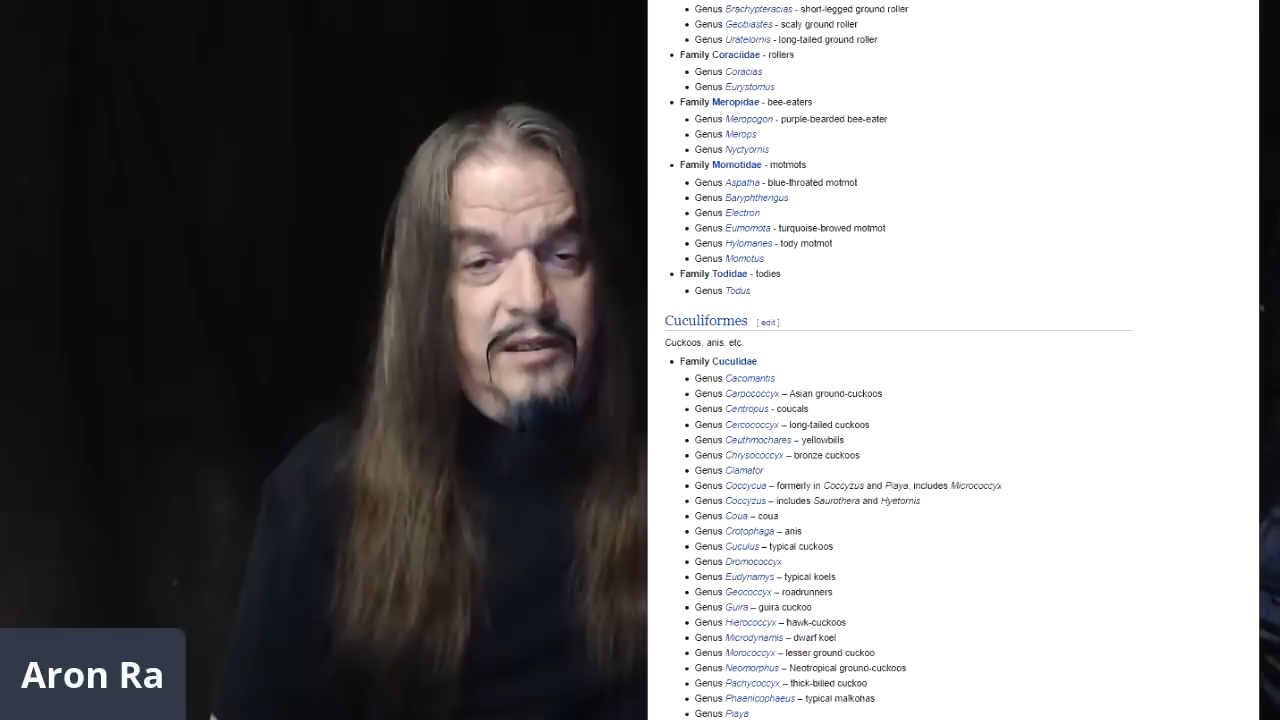 Genus Brachypteracias - short-legged ground roller
Genus Geobiastes - scaly ground roller
Genus Uratelornis - long-tailed ground roller
Family Coraciidae - rollers
Genus Coracias
Genus Eurystomus
Family Meropidae - bee-eaters
Genus Meropogon - purple-bearded bee-eater
Genus Merops
Genus Nyctyornis
Family Momotidae - motmots
Genus Aspatha - blue-throated motmot
Genus Baryphthengus
Genus Electron
Genus Eumomota - turquoise-browed motmot
Genus Hylomanes - tody motmot
Genus Momotus
Family Todidae - todies
Genus Todus
Cuculiformes [ edit ]
Cuckoos, anis, etc.
Family Cuculidae
Genus Cacomantis
Genus Carpococcyx – Asian ground-cuckoos
Genus Centropus - coucals
Genus Cercococcyx – long-tailed cuckoos
Genus Ceuthmochares – yellowbills
Genus Chrysococcyx – bronze cuckoos
Genus Clamator
Genus Coccycua – formerly in Coccyzus and Piaya, includes Micrococcyx
Genus Coccyzus – includes Saurothera and Hyetornis
Genus Coua – coua
Genus Crotophaga – anis
Genus Cuculus – typical cuckoos
Genus Dromococcyx
Genus Eudynamys – typical koels
Genus Geococcyx – roadrunners
Genus Guira – guira cuckoo
Genus Hierococcyx – hawk-cuckoos
Genus Microdynamis – dwarf koel
Genus Morococcyx – lesser ground cuckoo
Genus Neomorphus – Neotropical ground-cuckoos
Genus Pachycoccyx – thick-billed cuckoo
Genus Phaenicophaeus – typical malkohas
Genus Piaya
Aron Ra